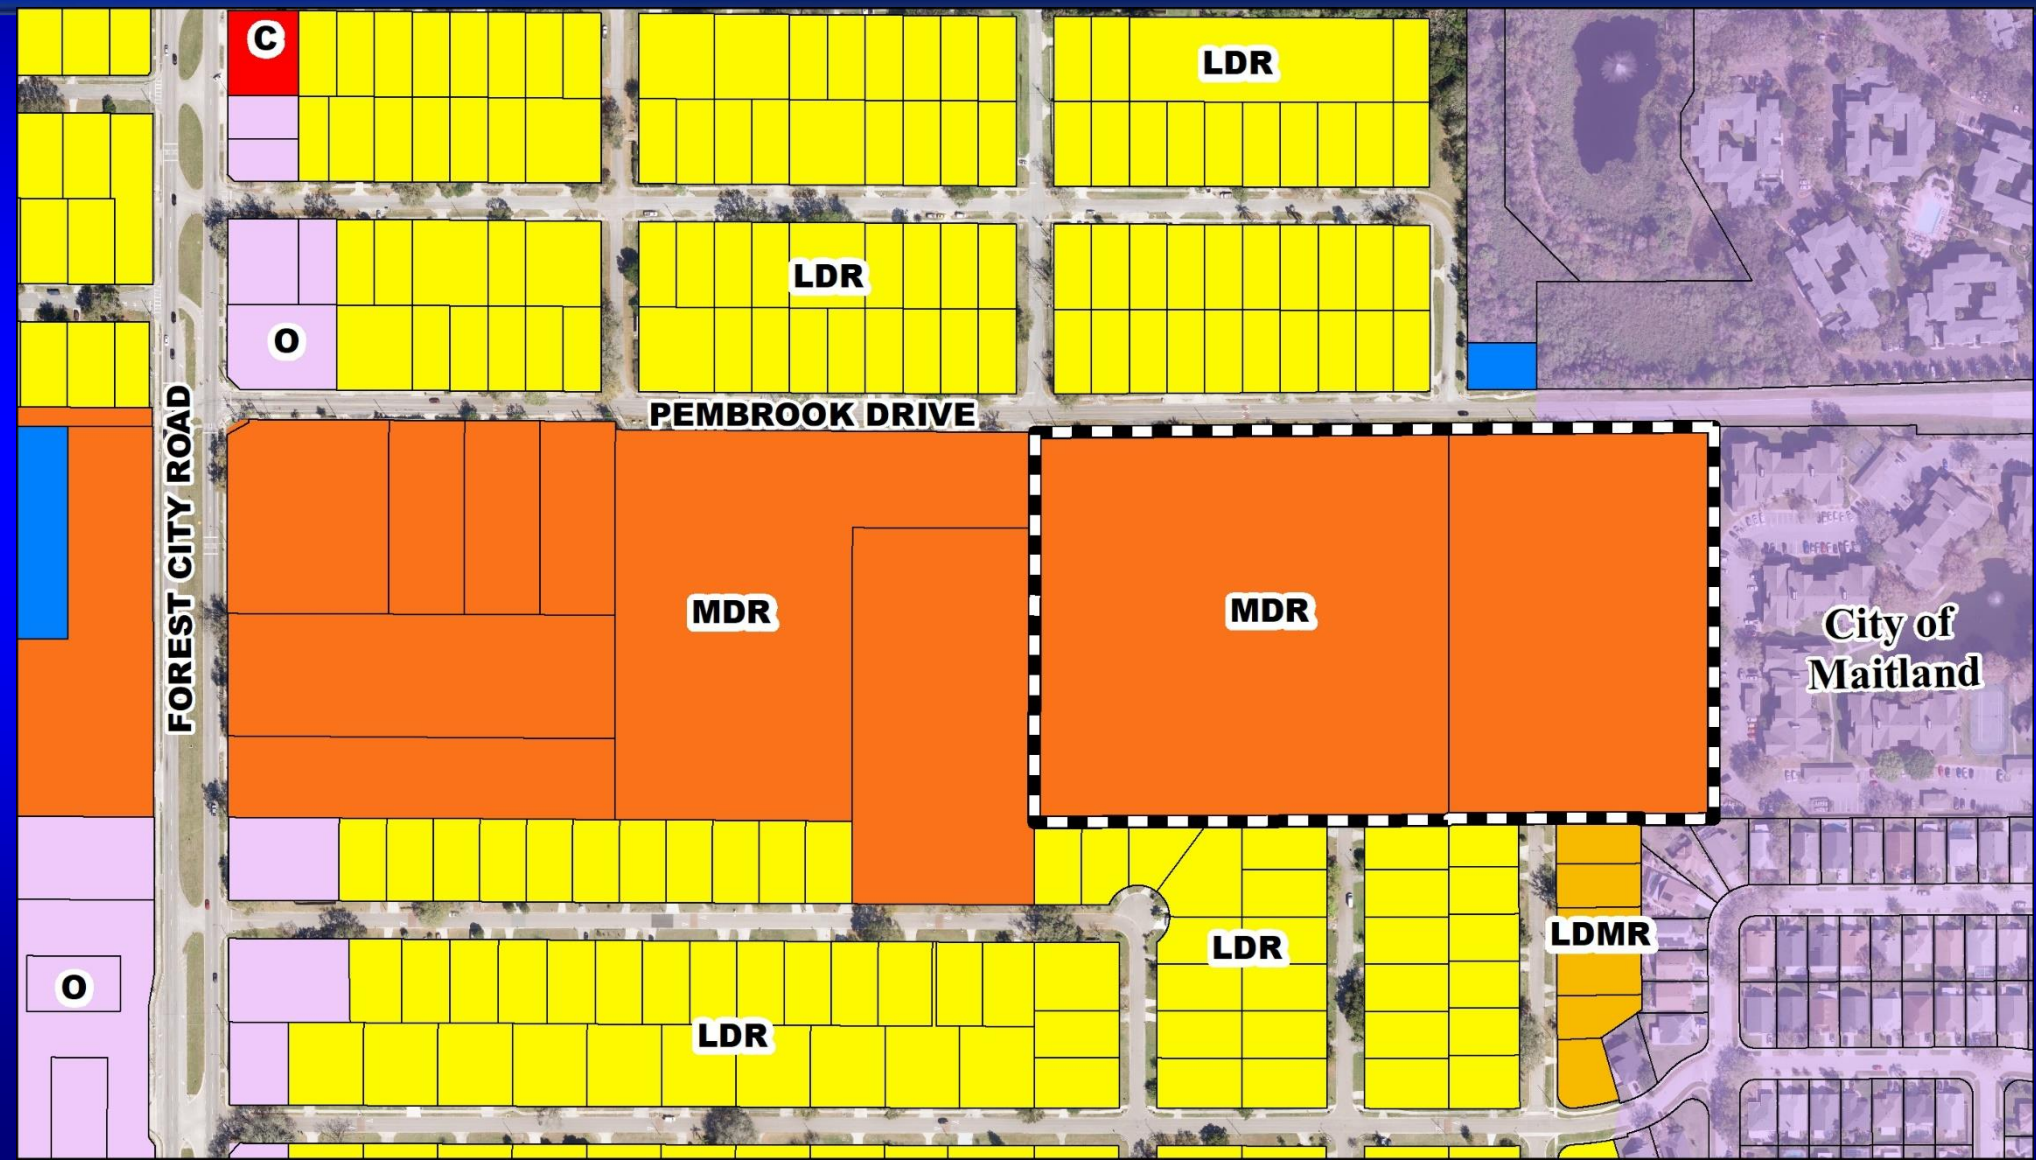 C
LDR
LDR
O
PEMBROOK DRIVE
FOREST CITY ROAD
MDR
MDR
City of
Maitland
LDR
LDMR
O
LDR